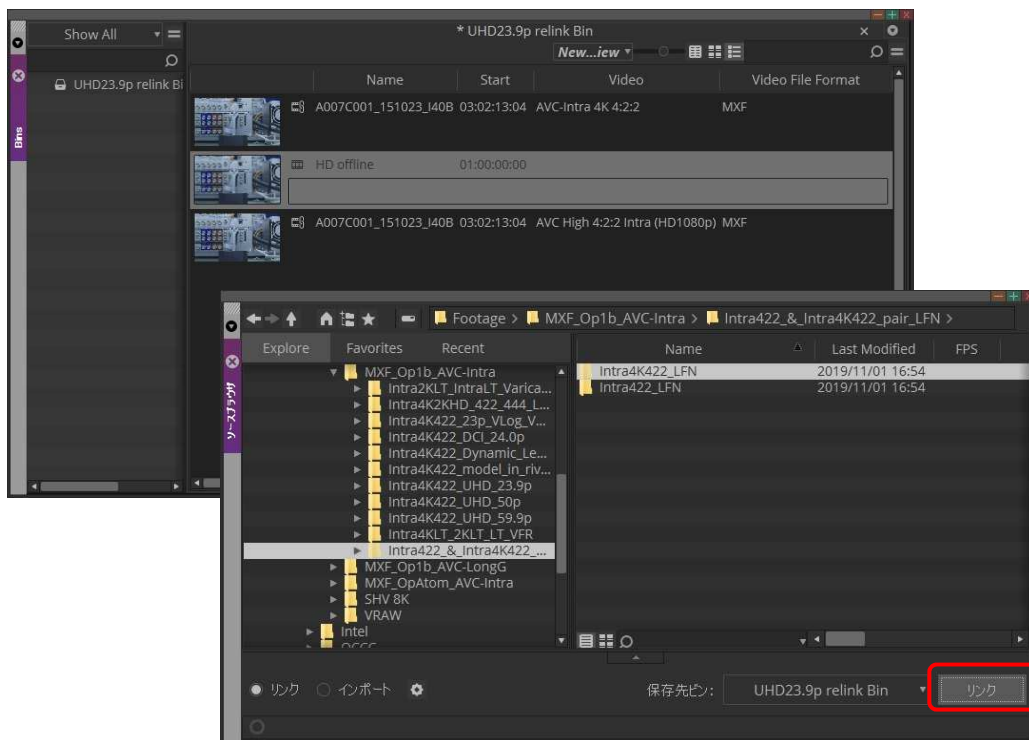 Show All
* UHD23.9p relink Bin
New...iew
UHD23.9p relink Bi
Bins
Name Start Video Video File Format
A007C001_151023_I40B 03:02:13:04 AVC-Intra 4K 4:2:2 MXF
HD offline 01:00:00:00
A007C001_151023_I40B 03:02:13:04 AVC High 4:2:2 Intra (HD1080p) MXF
Footage > MXF_Op1b_AVC-Intra > Intra422_&_Intra4K422_pair_LFN >
Explore Favorites Recent
Name Last Modified FPS
ソースブラウザ
MXF_Op1b_AVC-Intra
Intra2KLT_IntraLT_Varica...
Intra4K2KHD_422_444_L...
Intra4K422_23p_VLog_V...
Intra4K422_DCI_24.0p
Intra4K422_Dynamic_Le...
Intra4K422_model_in_riv...
Intra4K422_UHD_23.9p
Intra4K422_UHD_50p
Intra4K422_UHD_59.9p
Intra4KLT_2KLT_LT_VFR
Intra422_&_Intra4K422_...
MXF_Op1b_AVC-LongG
MXF_OpAtom_AVC-Intra
SHV 8K
VRAW
Intel
Intra4K422_LFN 2019/11/01 16:54
Intra422_LFN 2019/11/01 16:54
リンク インポート
保存先ビン: UHD23.9p relink Bin リンク